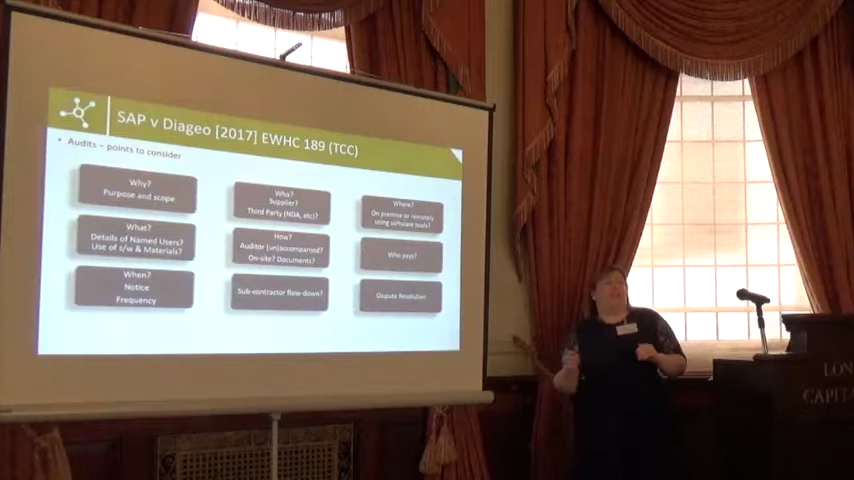 SAP v Diageo [2017] EWHC 189 (TCC)
• Audits – points to consider
Why?
Purpose and scope
Who?
Supplier?
Third Party (NDA, etc)?
Where?
On premise or remotely
using software tools?
What?
Details of Named Users?
Use of s/w & Materials?
How?
Auditor (un)accompanied?
On-site? Documents?
Who pays?
When?
Notice
Frequency
Sub-contractor flow-down?
Dispute Resolution
LON
CAPITA